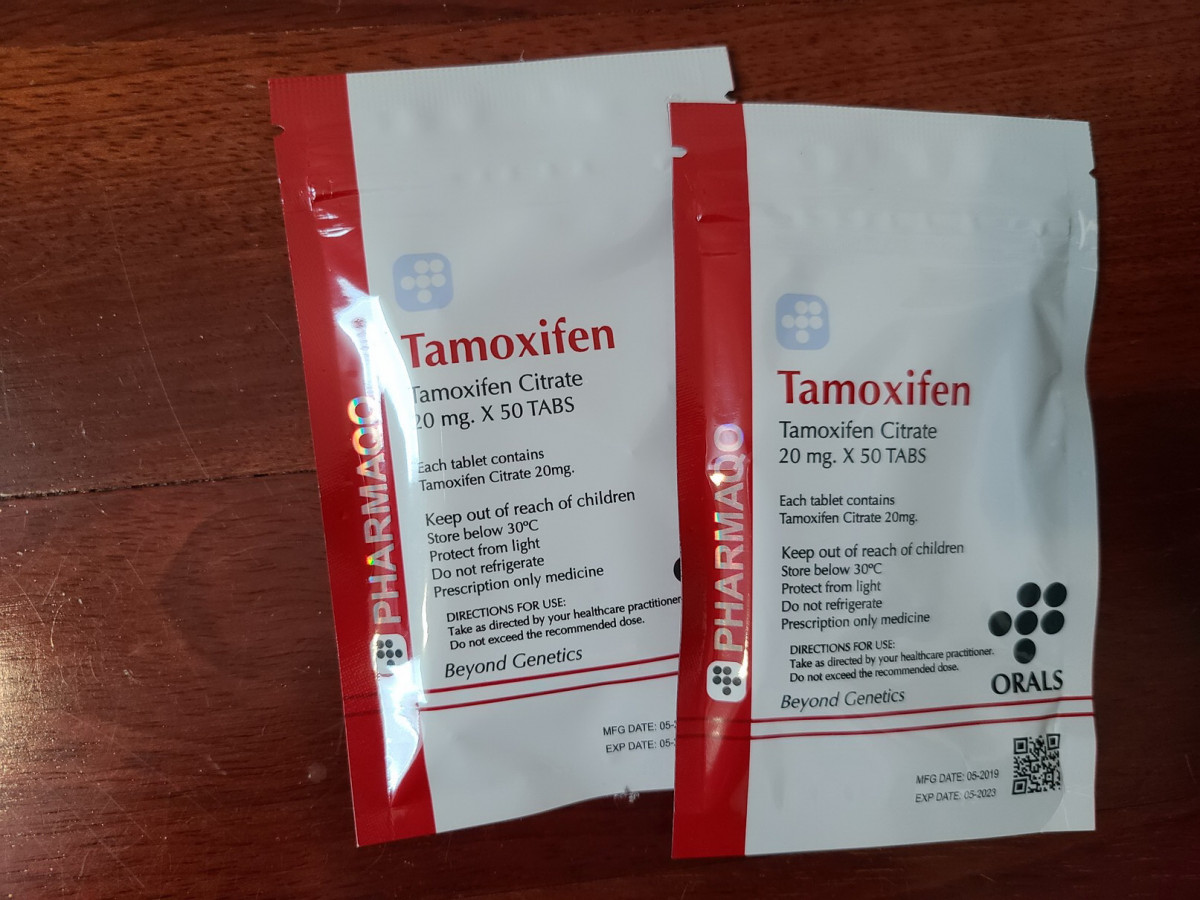 PHARMAQO
Tamoxifen
Tamoxifen Citrate
20 mg. X 50 TABS
Each tablet contains
Tamoxifen Citrate 20mg.
Keep out of reach of children
Store below 30ºC
Protect from light
Do not refrigerate
Prescription only medicine
DIRECTIONS FOR USE:
Take as directed by your healthcare practitioner
Do not exceed the recommended dose.
Beyond Genetics
MFG DATE: 05-
EXP DATE: 05-
PHARMAQO
Tamoxifen
Tamoxifen Citrate
20 mg. X 50 TABS
Each tablet contains
Tamoxifen Citrate 20mg.
Keep out of reach of children
Store below 30ºC
Protect from light
Do not refrigerate
Prescription only medicine
DIRECTIONS FOR USE:
Take as directed by your healthcare practitioner.
Do not exceed the recommended dose.
Beyond Genetics
ORALS
MFG DATE: 05-2019
EXP DATE: 05-2023